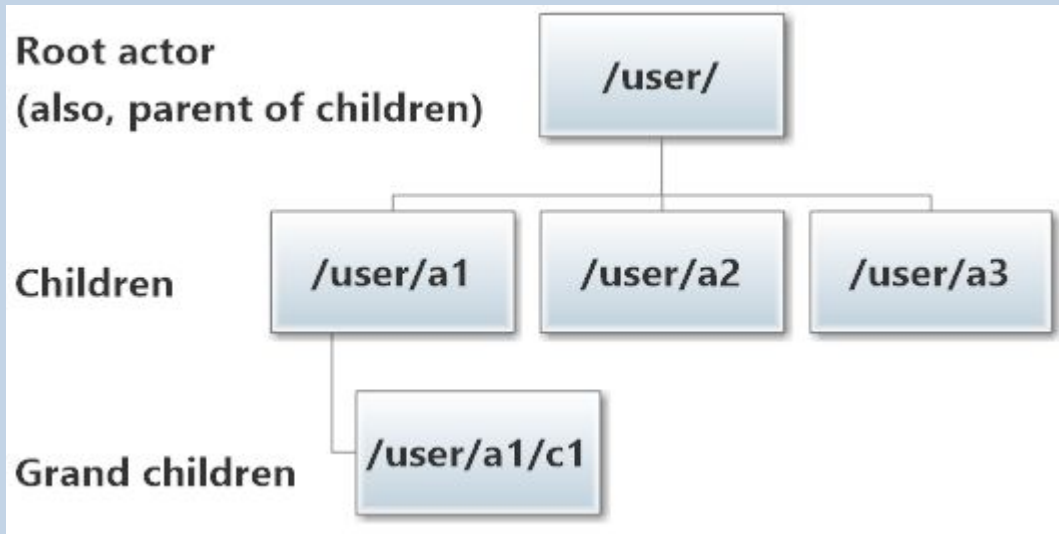 Root actor
(also, parent of children)
/user/
Children
/user/a1
/user/a2
/user/a3
Grand children
/user/a1/c1